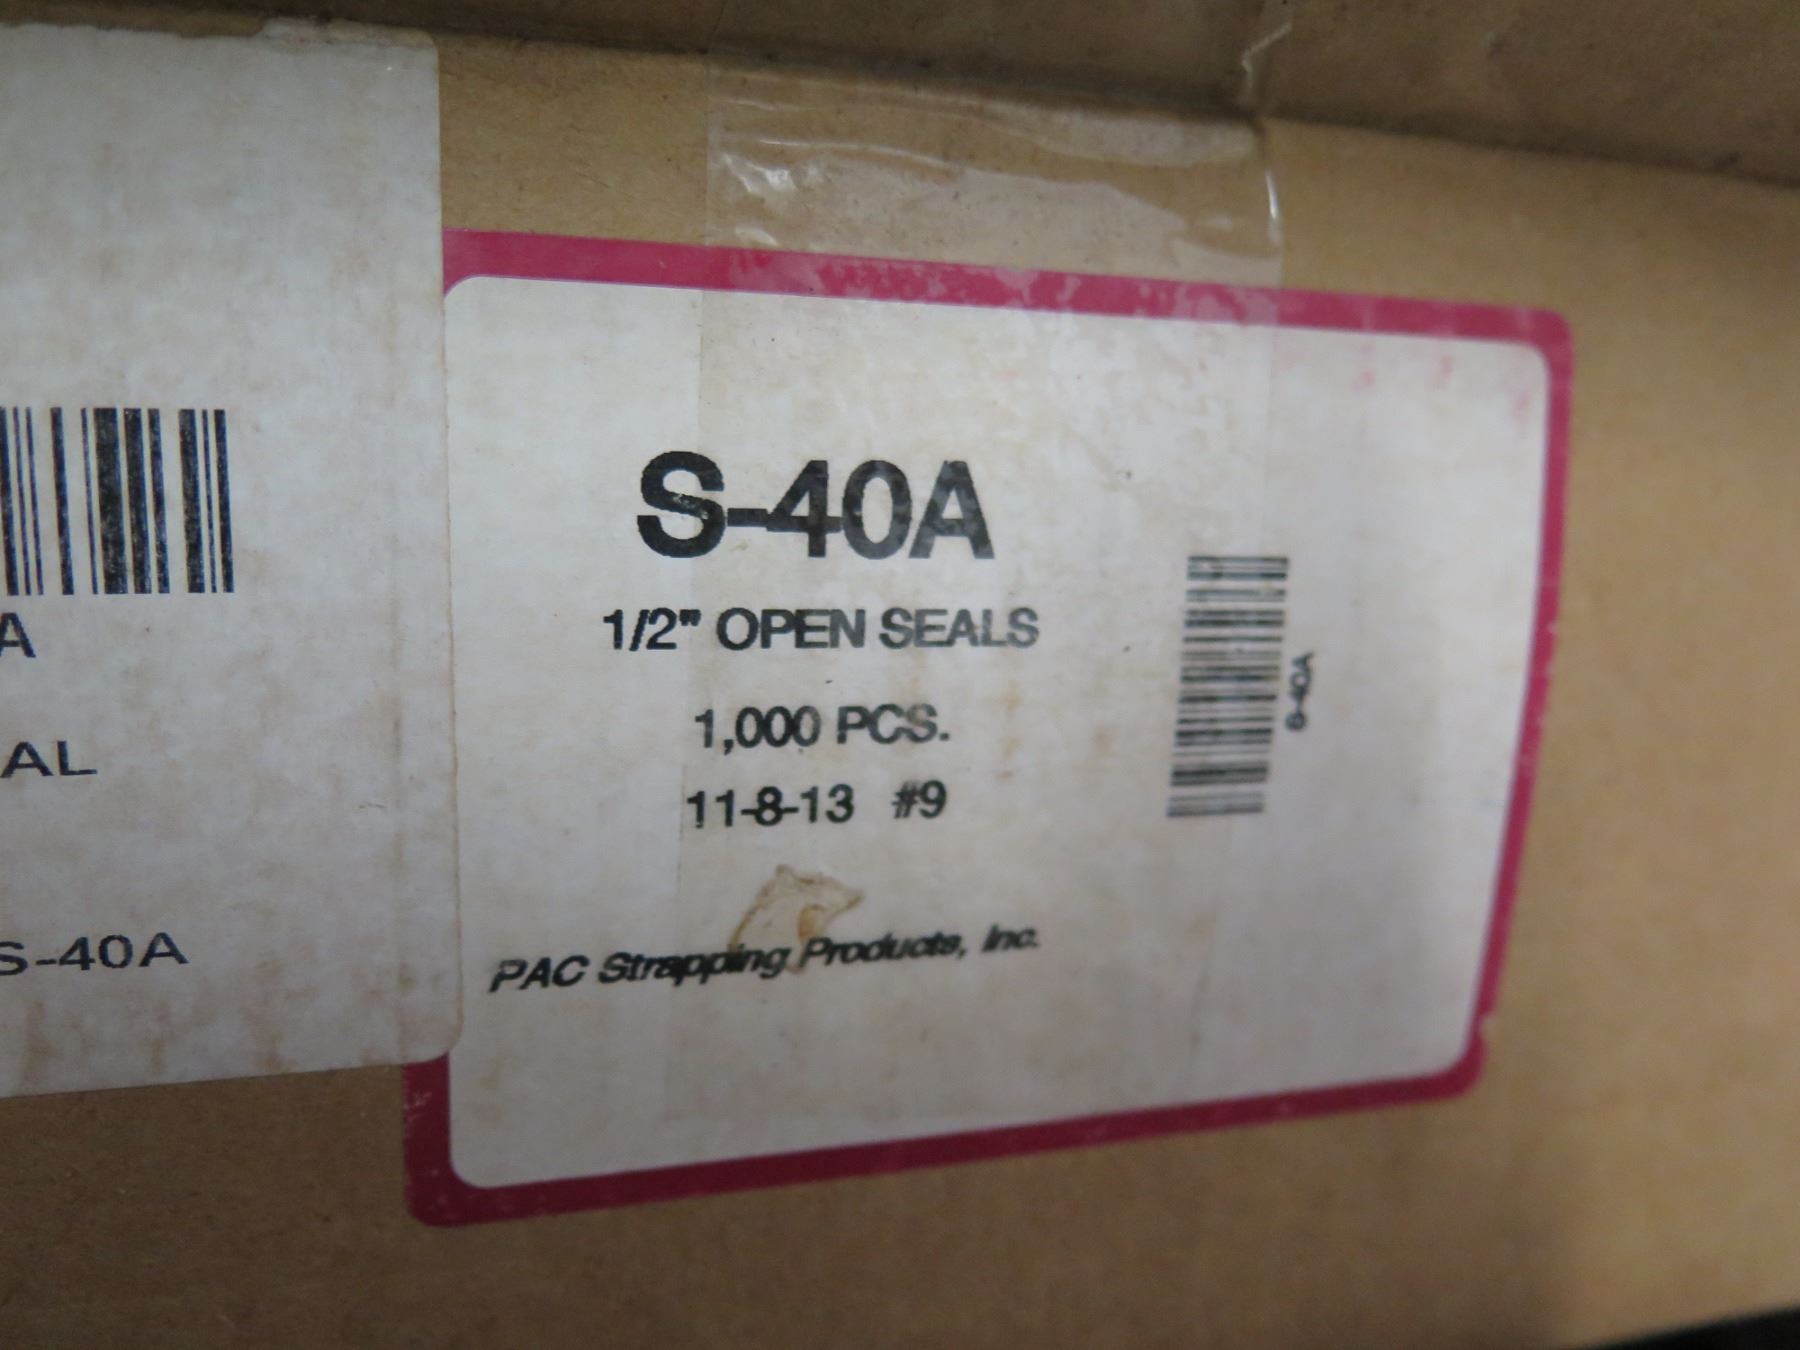 A
AL
S-40A
S-40A
1/2" OPEN SEALS
1,000 PCS.
11-8-13 #9
PAC Strapping Products, Inc.
S-40A